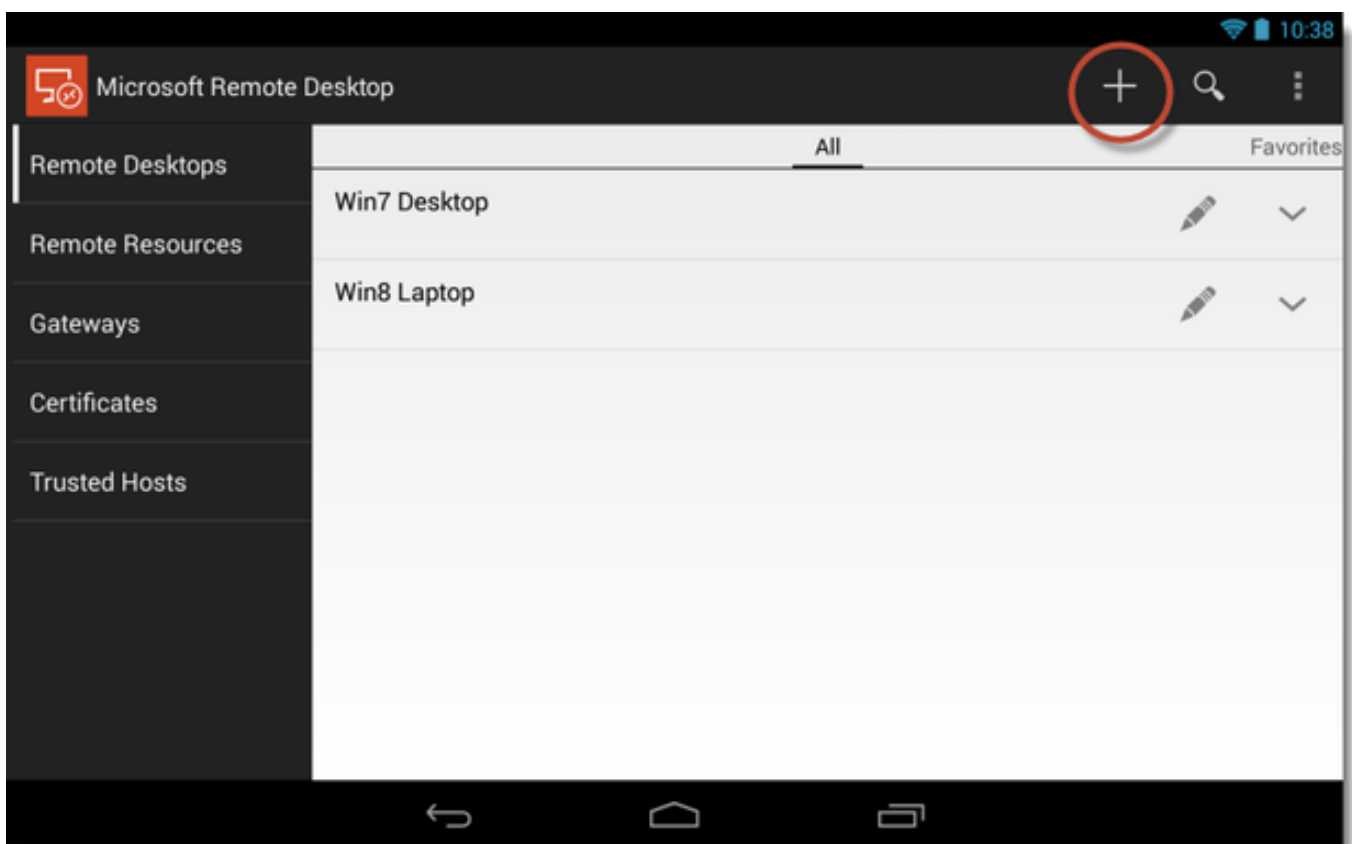 10:38
Microsoft Remote Desktop
Remote Desktops
Remote Resources
Gateways
Certificates
Trusted Hosts
All
Favorites
Win7 Desktop
Win8 Laptop